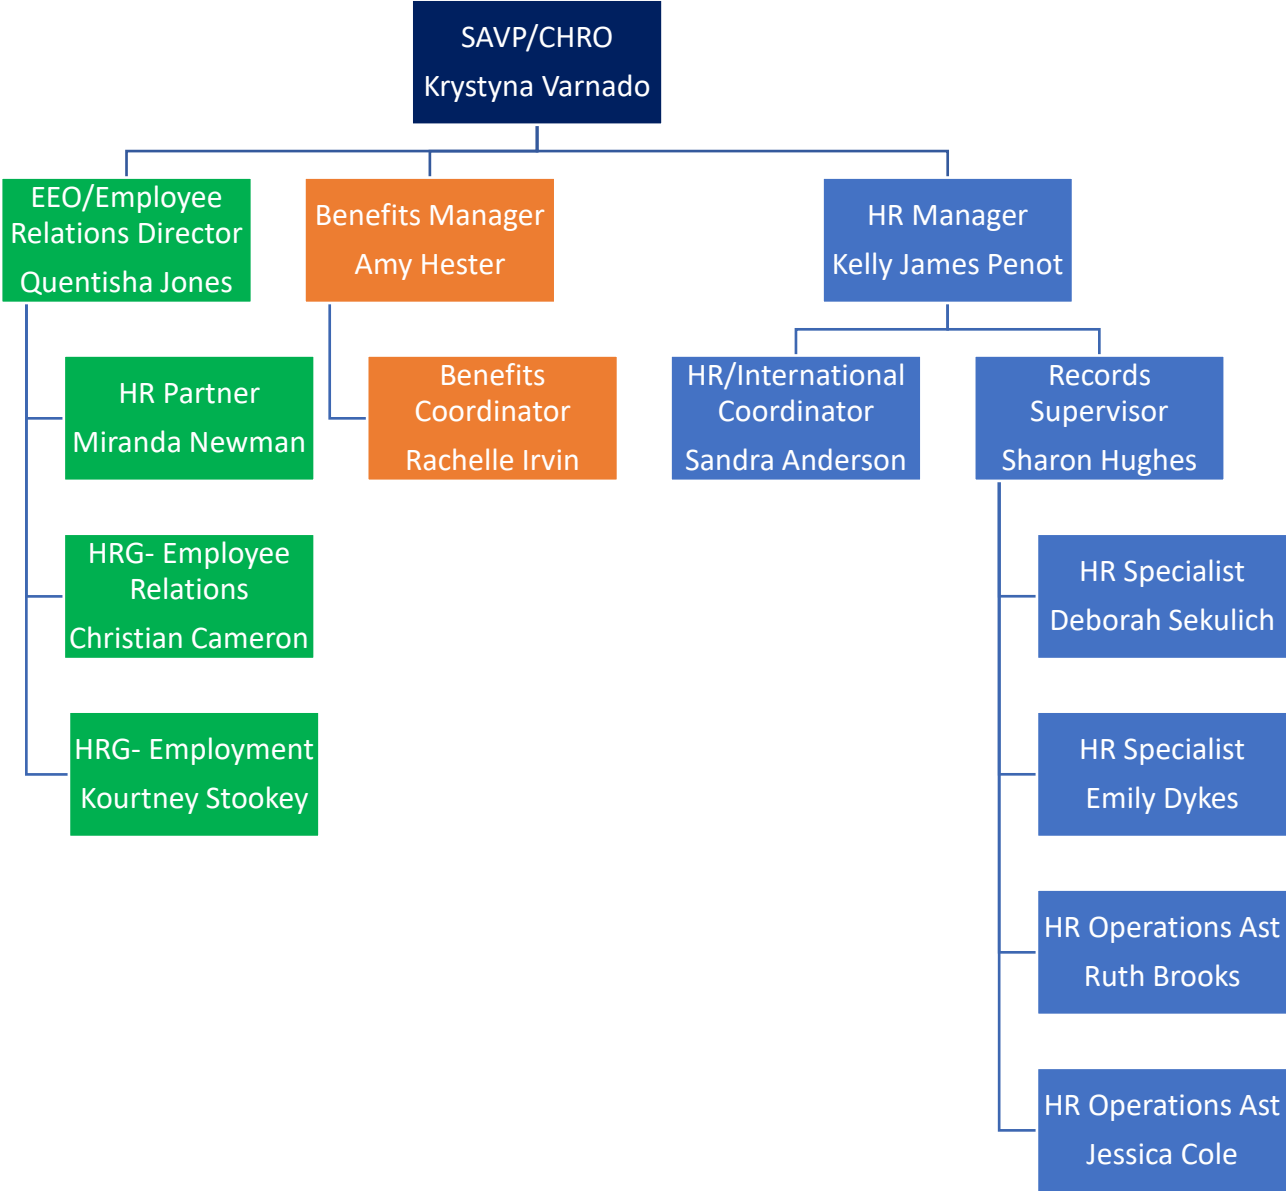 SAVP/CHRO
Krystyna Varnado
EEO/Employee
Relations Director
Quentisha Jones
Benefits Manager
Amy Hester
HR Manager
Kelly James Penot
HR Partner
Miranda Newman
Benefits
Coordinator
Rachelle Irvin
HR/International
Coordinator
Sandra Anderson
Records
Supervisor
Sharon Hughes
HRG- Employee
Relations
Christian Cameron
HR Specialist
Deborah Sekulich
HRG- Employment
Kourtney Stookey
HR Specialist
Emily Dykes
HR Operations Ast
Ruth Brooks
HR Operations Ast
Jessica Cole